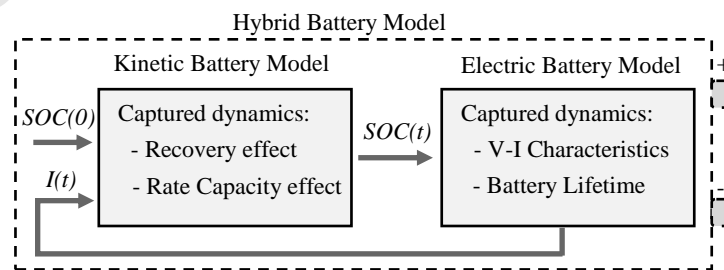 Hybrid Battery Model
Kinetic Battery Model
Electric Battery Model
+
SOC(0)
I(t)
Captured dynamics:
- Recovery effect
- Rate Capacity effect
SOC(t)
Captured dynamics:
- V-I Characteristics
- Battery Lifetime
-